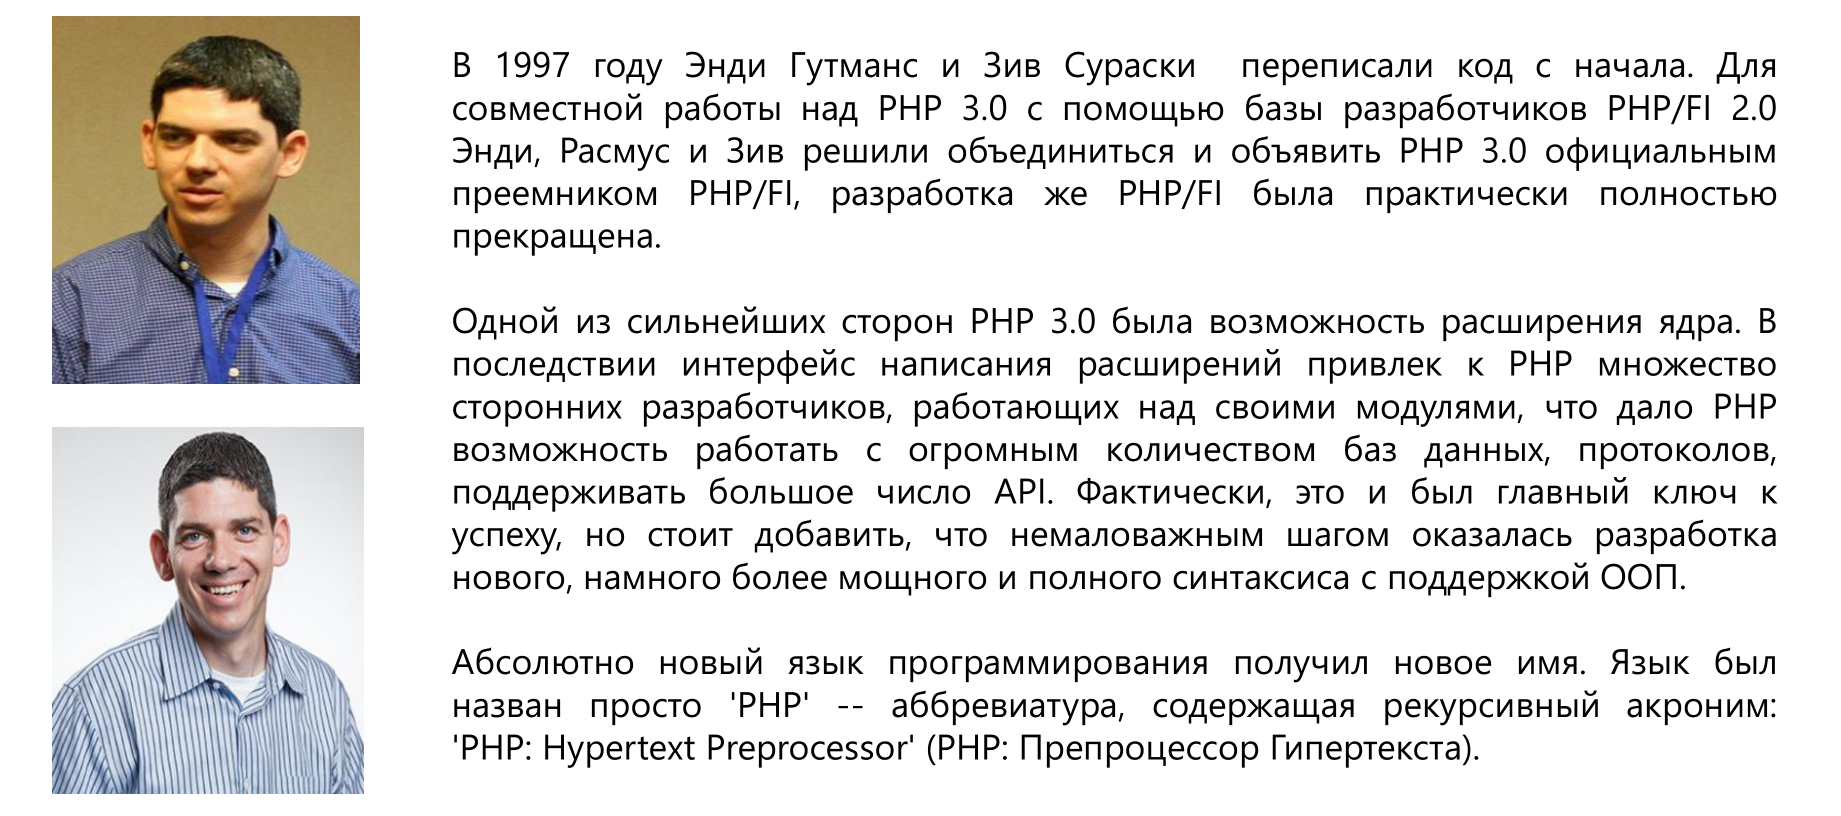 В 1997 году Энди Гутманс и Зив Сураски переписали код с начала. Для
совместной работы над PHP 3.0 с помощью базы разработчиков PHP/FI 2.0
Энди, Расмус и Зив решили объединиться и объявить PHP 3.0 официальным
преемником PHP/FI, разработка же PHP/FI была практически полностью
прекращена.
Одной из сильнейших сторон PHP 3.0 была возможность расширения ядра. В
последствии интерфейс написания расширений привлек к PHP множество
сторонних разработчиков, работающих над своими модулями, что дало PHP
возможность работать с огромным количеством баз данных, протоколов,
поддерживать большое число API. Фактически, это и был главный ключ к
успеху, но стоит добавить, что немаловажным шагом оказалась разработка
нового, намного более мощного и полного синтаксиса с поддержкой ООП.
Абсолютно новый язык программирования получил новое имя. Язык был
назван просто 'PHP' -- аббревиатура, содержащая рекурсивный акроним:
'PHP: Hypertext Preprocessor' (PHP: Препроцессор Гипертекста).